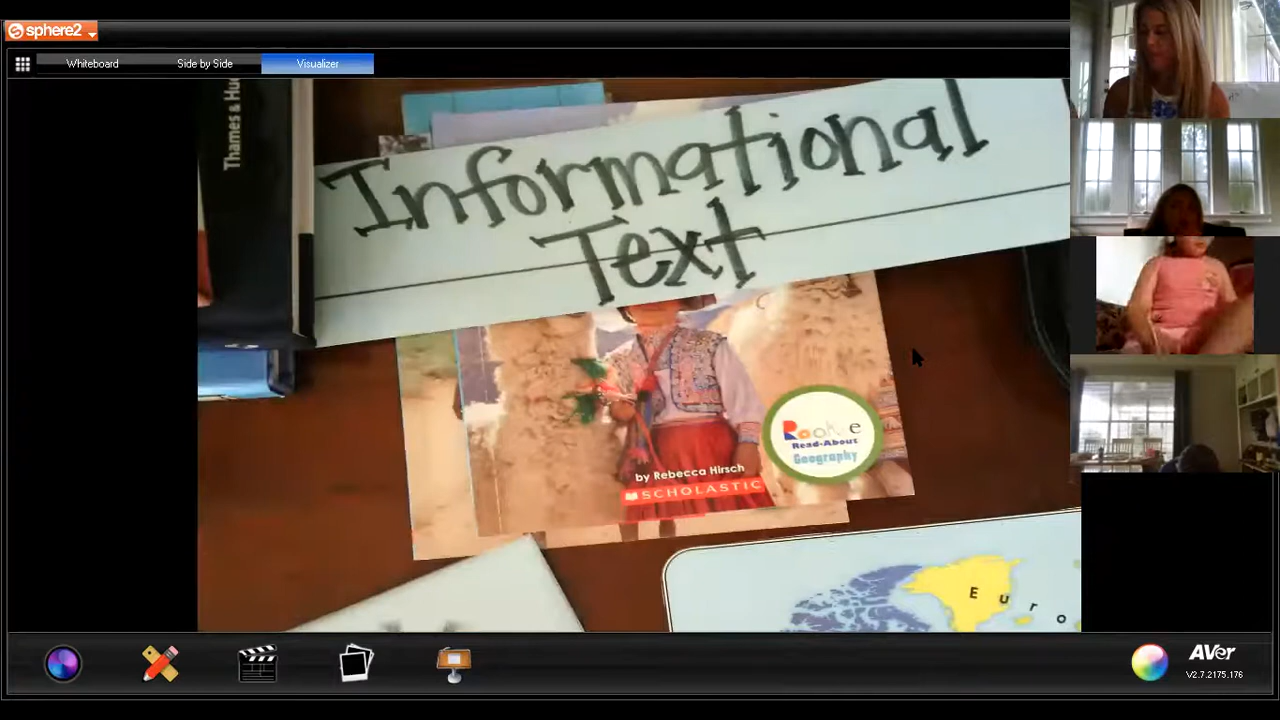 sphere2
Whiteboard
Side by Side
Visualizer
Thames & Hu
Informational
Text
Rookie
Read-About
Geography
by Rebecca Hirsch
SCHOLASTIC
Euro
AVer
V2.7.2175.176